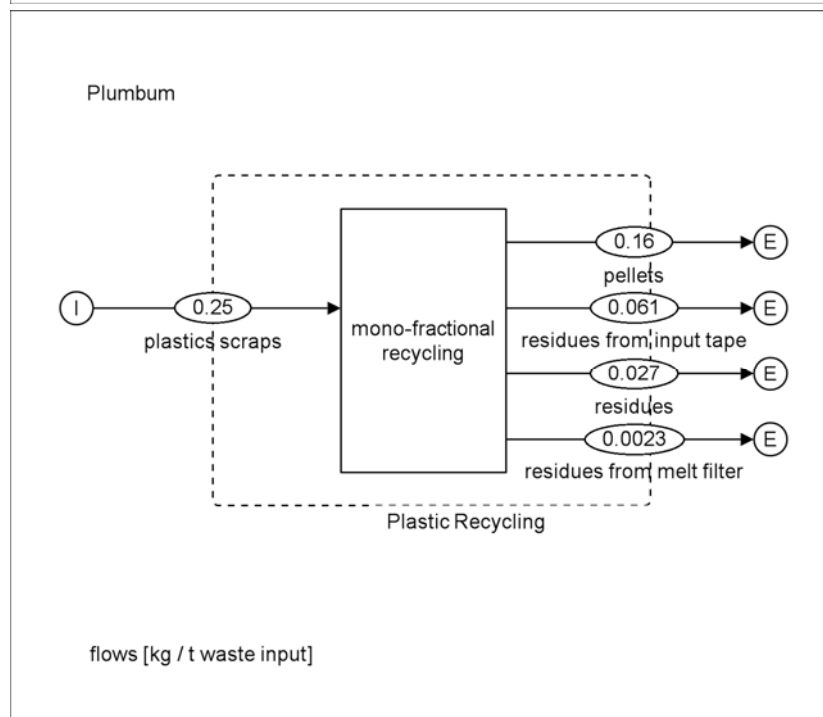 Plumbum
I
0.25
plastics scraps
mono-fractional
recycling
0.16
E
pellets
0.061
E
residues from input tape
0.027
E
residues
0.0023
E
residues from melt filter
Plastic Recycling
flows [kg / t waste input]